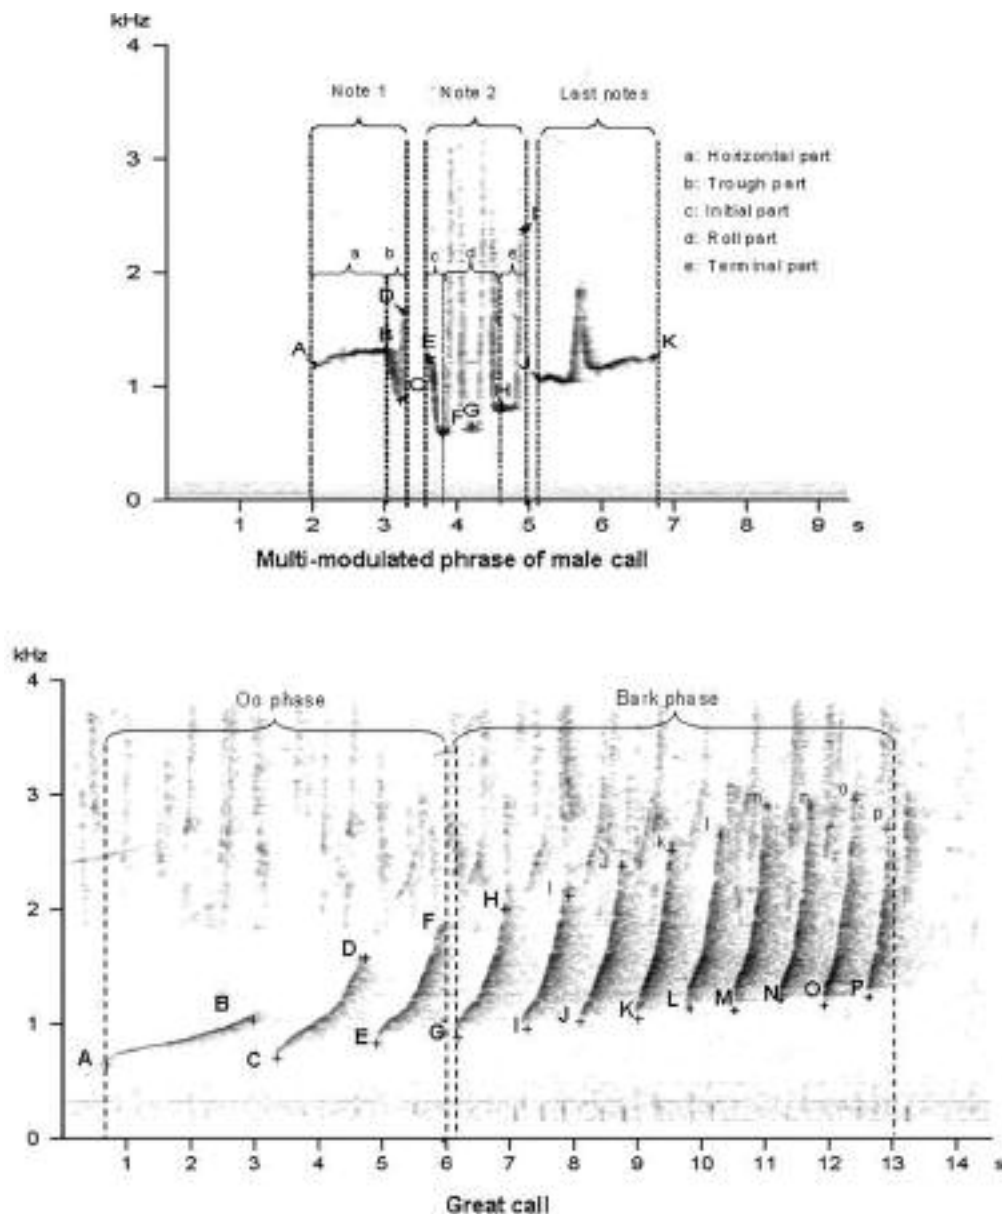 kHz
4
3
2
1
0
Note 1
Note 2
Last notes
a: Horizontal part
b: Trough part
c: Initial part
d: Roll part
e: Terminal part
a b c d e
A B C D E F G H I J K
1 2 3 4 5 6 7 8 9 s
Multi-modulated phrase of male call
kHz
4
3
2
1
0
Oo phase
Bark phase
A B C D E F G H I J K L M N O P
l k l m n o p
1 2 3 4 5 6 7 8 9 10 11 12 13 14 s
Great call